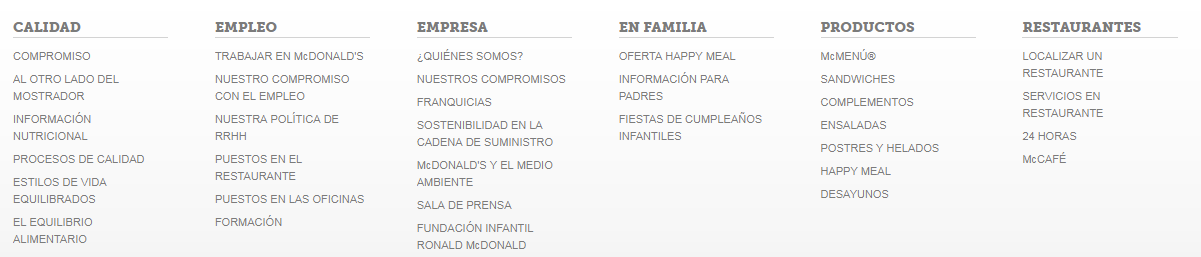 CALIDAD
COMPROMISO
AL OTRO LADO DEL
MOSTRADOR
INFORMACIÓN
NUTRICIONAL
PROCESOS DE CALIDAD
ESTILOS DE VIDA
EQUILIBRADOS
EL EQUILIBRIO
ALIMENTARIO
EMPLEO
TRABAJAR EN McDONALD'S
NUESTRO COMPROMISO
CON EL EMPLEO
NUESTRA POLÍTICA DE
RRHH
PUESTOS EN EL
RESTAURANTE
PUESTOS EN LAS OFICINAS
FORMACIÓN
EMPRESA
¿QUIÉNES SOMOS?
NUESTROS COMPROMISOS
FRANQUICIAS
SOSTENIBILIDAD EN LA
CADENA DE SUMINISTRO
McDONALD'S Y EL MEDIO
AMBIENTE
SALA DE PRENSA
FUNDACIÓN INFANTIL
RONALD McDONALD
EN FAMILIA
OFERTA HAPPY MEAL
INFORMACIÓN PARA
PADRES
FIESTAS DE CUMPLEAÑOS
INFANTILES
PRODUCTOS
McMENÚ®
SANDWICHES
COMPLEMENTOS
ENSALADAS
POSTRES Y HELADOS
HAPPY MEAL
DESAYUNOS
RESTAURANTES
LOCALIZAR UN
RESTAURANTE
SERVICIOS EN
RESTAURANTE
24 HORAS
McCAFÉ